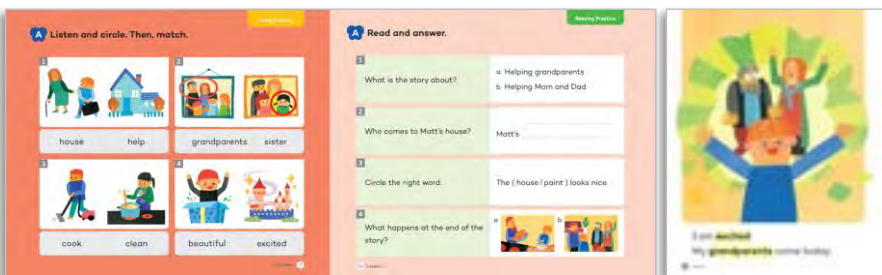 A Listen and circle. Then, match.
1
2
house help
grandparents sister
3
4
cook clean
beautiful excited
Reading Practice
A Read and answer.
1
What is the story about?
a. Helping grandparents
b. Helping Mom and Dad
2
Who comes to Matt's house?
Matt's
3
Circle the right word.
The ( house / paint ) looks nice.
4
What happens at the end of the
story?
a b
I am excited.
My grandparents come today.